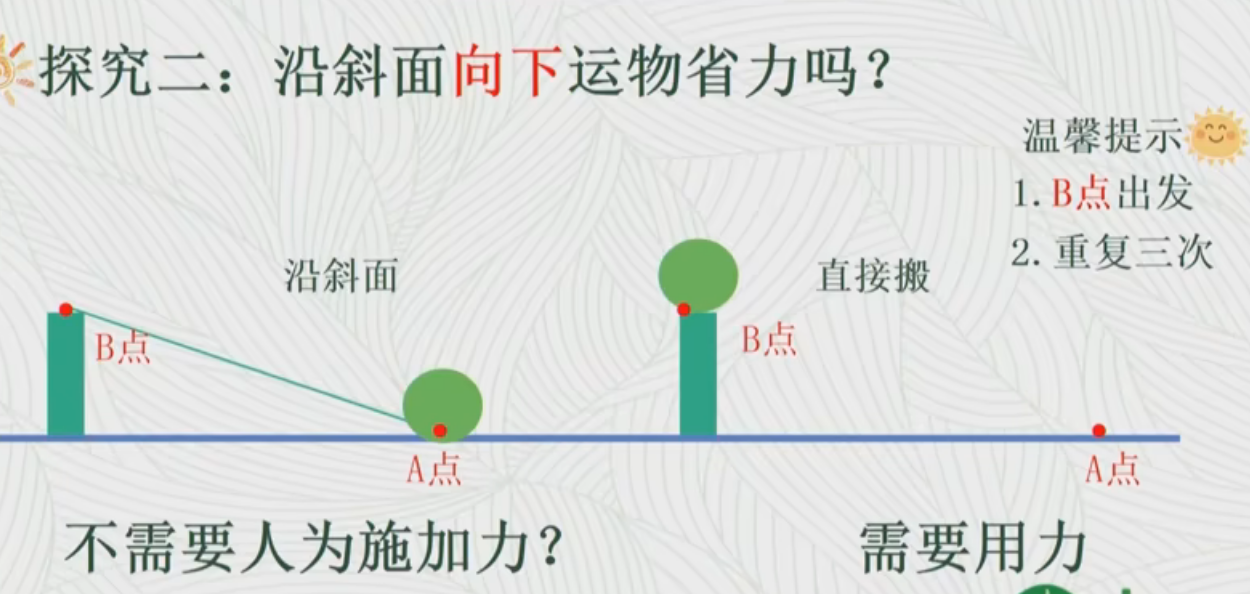 探究二：沿斜面向下运物省力吗？
温馨提示
1. B点出发
2. 重复三次
沿斜面
直接搬
B点
B点
A点
A点
不需要人为施加力？
需要用力